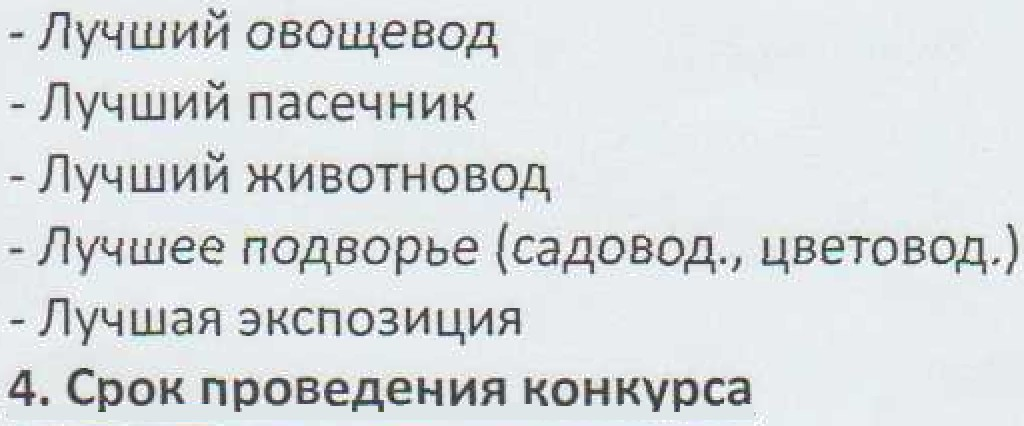 - Лучший овощевод
- Лучший пасечник
- Лучший животновод
- Лучшее подворье (садовод., цветовод.)
- Лучшая экспозиция
4. Срок проведения конкурса